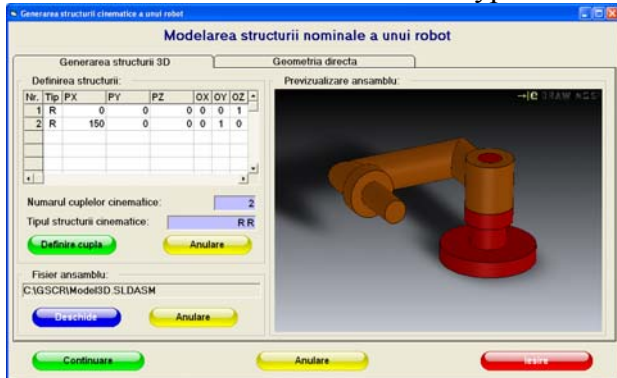 Generarea structurii cinematice a unui robot
Modelarea structurii nominale a unui robot
Generarea structurii 3D
Geometria directa
Definirea structurii:
Nr. Tip PX PY PZ OX OY OZ
1 R 0 0 0 0 0 1
2 R 150 0 0 0 1 0
Numarul cuplelor cinematice: 2
Tipul structurii cinematice: RR
Definire cupla
Anulare
Fisier ansamblu:
C:\GSCR\Model3D.SLDASM
Deschide
Anulare
Previzualizare ansamblu:
Continuare
Anulare
Iesire